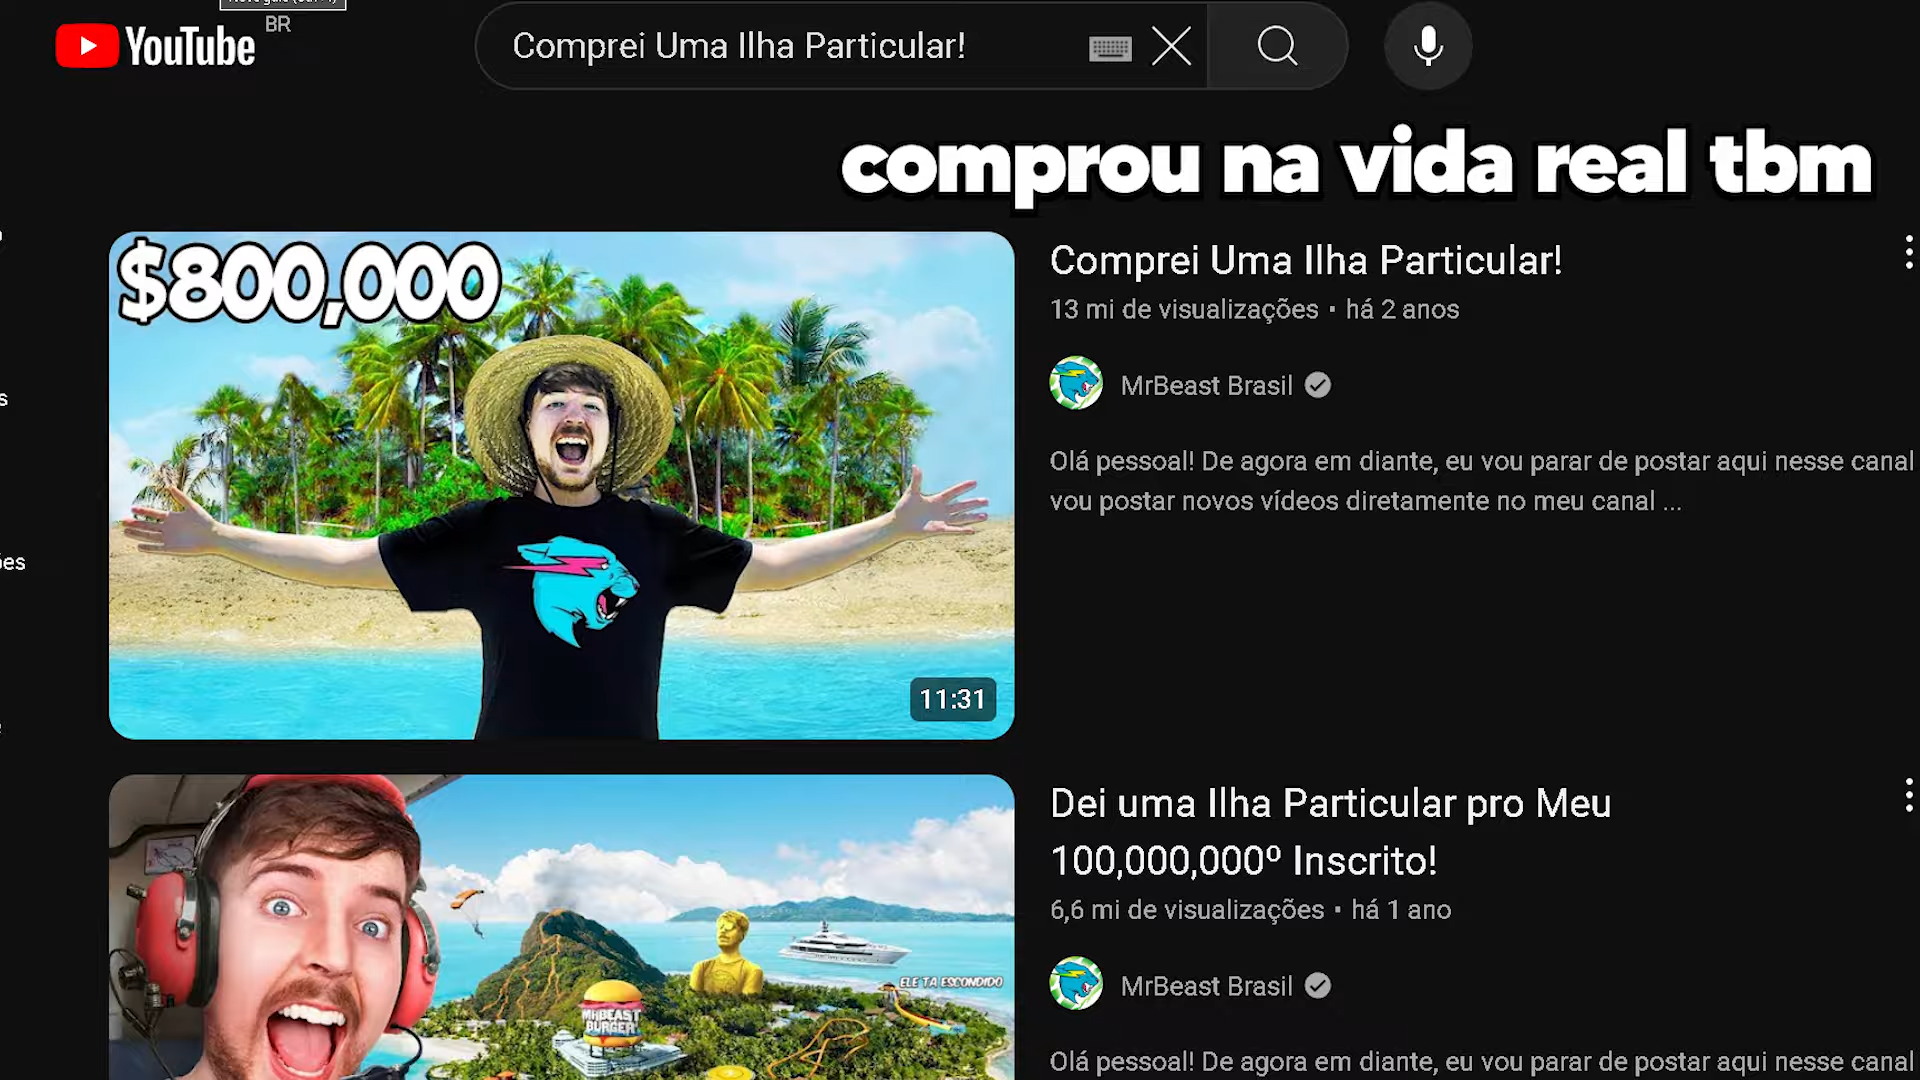 YouTube BR
Comprei Uma Ilha Particular!
comprou na vida real tbm
$800,000
11:31
Comprei Uma Ilha Particular!
13 mi de visualizações • há 2 anos
MrBeast Brasil
Olá pessoal! De agora em diante, eu vou parar de postar aqui nesse canal
vou postar novos vídeos diretamente no meu canal ...
ELE TA ESCONDIDO
MRBEAST
BURGER
Dei uma Ilha Particular pro Meu
100,000,000º Inscrito!
6,6 mi de visualizações • há 1 ano
MrBeast Brasil
Olá pessoal! De agora em diante, eu vou parar de postar aqui nesse canal